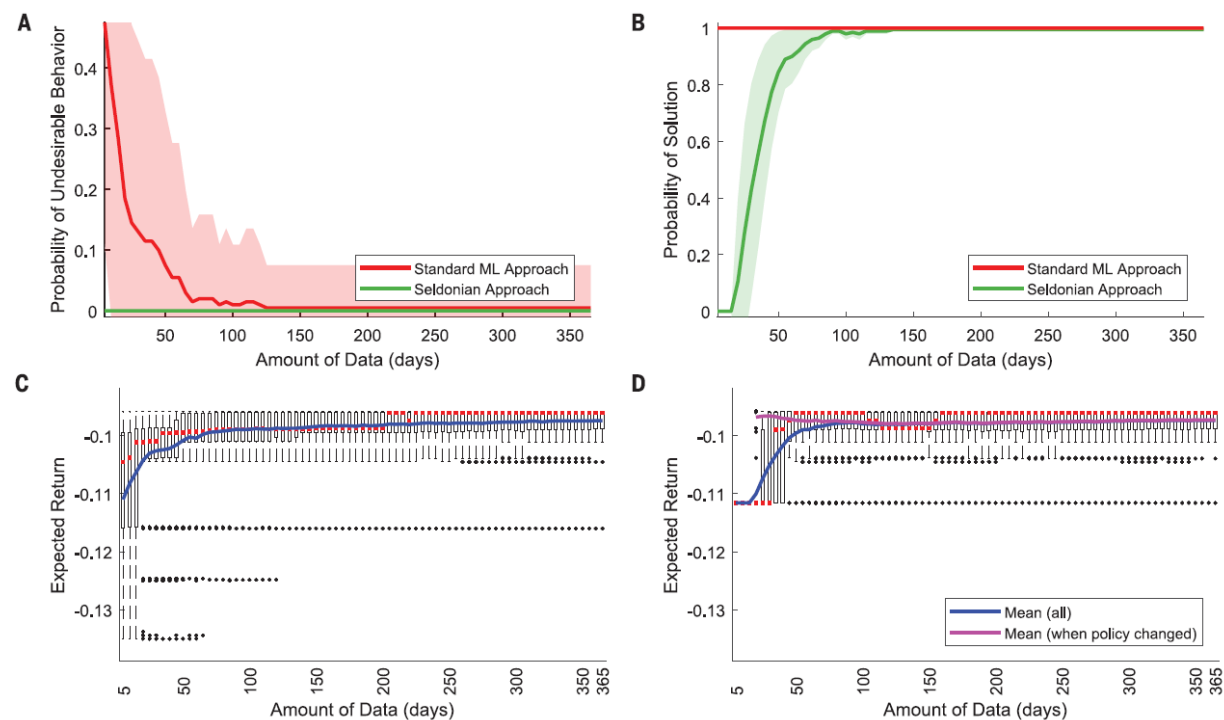 A
Probability of Undesirable Behavior
0.4
0.3
0.2
0.1
0
50
100
150
200
250
300
350
Amount of Data (days)
Standard ML Approach
Seldonian Approach
B
Probability of Solution
1
0.8
0.6
0.4
0.2
0
50
100
150
200
250
300
350
Amount of Data (days)
Standard ML Approach
Seldonian Approach
C
Expected Return
-0.1
-0.11
-0.12
-0.13
5
50
100
150
200
250
300
350
365
Amount of Data (days)
D
Expected Return
-0.1
-0.11
-0.12
-0.13
5
50
100
150
200
250
300
350
365
Amount of Data (days)
Mean (all)
Mean (when policy changed)